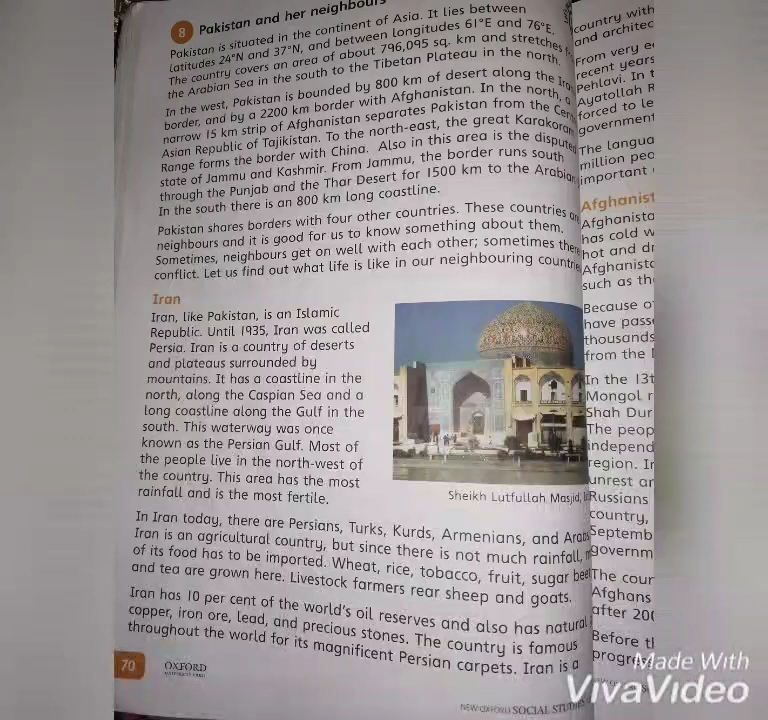 8 Pakistan and her neighbours
Pakistan is situated in the continent of Asia. It lies between
latitudes 24°N and 37°N, and between longitudes 61°E and 76°E.
The country covers an area of about 796,095 sq. km and stretches
the Arabian Sea in the south to the Tibetan Plateau in the north.
In the west, Pakistan is bounded by 800 km of desert along the
border, and by a 2200 km border with Afghanistan. In the north, a
narrow 15 km strip of Afghanistan separates Pakistan from the
Asian Republic of Tajikistan. To the north-east, the great Karakoram
Range forms the border with China. Also in this area is the disputed
state of Jammu and Kashmir. From Jammu, the border runs south
through the Punjab and the Thar Desert for 1500 km to the Arabian
In the south there is an 800 km long coastline.
Pakistan shares borders with four other countries. These countries
neighbours and it is good for us to know something about them.
Sometimes, neighbours get on well with each other; sometimes
conflict. Let us find out what life is like in our neighbouring
Iran
Iran, like Pakistan, is an Islamic
Republic. Until 1935, Iran was called
Persia. Iran is a country of deserts
and plateaus surrounded by
mountains. It has a coastline in the
north, along the Caspian Sea and a
long coastline along the Gulf in the
south. This waterway was once
known as the Persian Gulf. Most of
the people live in the north-west of
the country. This area has the most
rainfall and is the most fertile.
Sheikh Lutfullah Masjid,
In Iran today, there are Persians, Turks, Kurds, Armenians, and Arabs
Iran is an agricultural country, but since there is not much rainfall,
of its food has to be imported. Wheat, rice, tobacco, fruit, sugar
and tea are grown here. Livestock farmers rear sheep and goats.
Iran has 10 per cent of the world's oil reserves and also has natural
copper, iron ore, lead, and precious stones. The country is famous
throughout the world for its magnificent Persian carpets. Iran is a
70 OXFORD
UNIVERSITY PRESS
NEW OXFORD SOCIAL STUDIES
country with
and architec
From very
recent years
Pehlavi. In
Ayatollah R
forced to le
government
The langua
million peo
important
Afghanist
Afghanista
has cold w
hot and
Afghanista
such as
Because
have passe
thousands
from the
In the 13t
Mongol
Shah Dur
The peop
independ
region.
unrest
Russians
country,
Septemb
governm
The
Afghans
after
Before
progress
Made With
VivaVideo